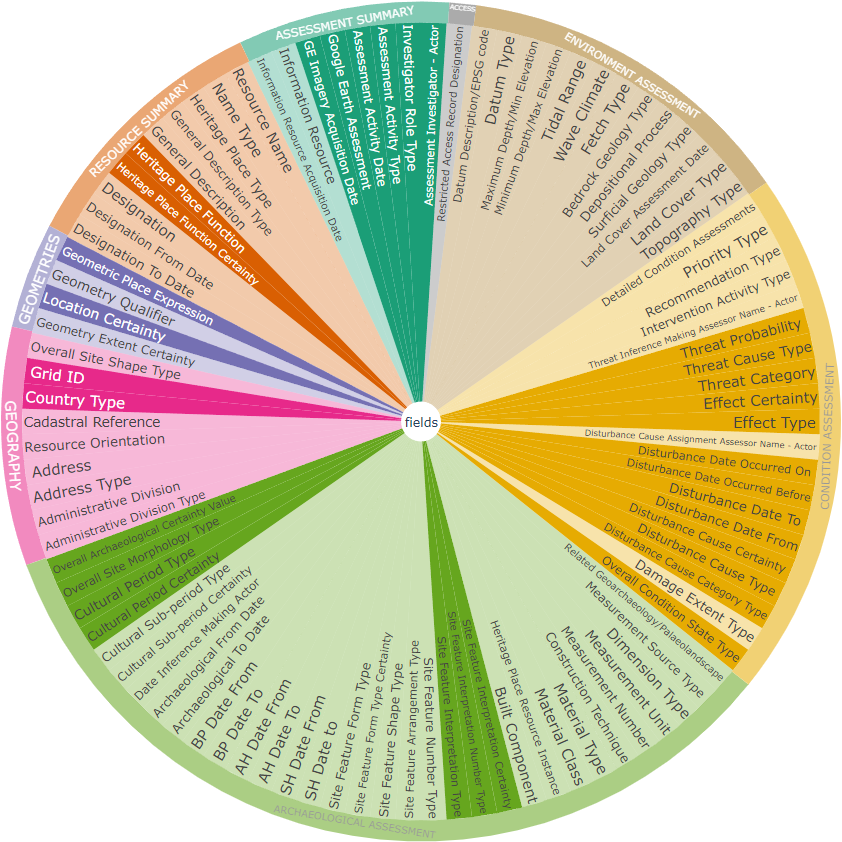 ACCESS
Restricted Access Record Designation
ENVIRONMENT ASSESSMENT
Datum Description/EPSG code
Datum Type
Maximum Depth/Min Elevation
Minimum Depth/Max Elevation
Tidal Range
Wave Climate
Fetch Type
Bedrock Geology Type
Depositional Process
Surficial Geology Type
Land Cover Assessment Date
Land Cover Type
Topography Type
CONDITION ASSESSMENT
Detailed Condition Assessments
Priority Type
Recommendation Type
Intervention Activity Type
Threat Inference Making Assessor Name - Actor
Threat Probability
Threat Cause Type
Threat Category
Effect Certainty
Effect Type
Disturbance Cause Assignment Assessor Name - Actor
Disturbance Date Occurred On
Disturbance Date Occurred Before
Disturbance Date To
Disturbance Date From
Disturbance Cause Certainty
Disturbance Cause Type
Disturbance Cause Category Type
Damage Extent Type
Overall Condition State Type
ARCHAEOLOGICAL ASSESSMENT
Related Geoarchaeology/Palaeolandscape
Measurement Source Type
Dimension Type
Measurement Unit
Measurement Number
Construction Technique
Material Type
Material Class
Heritage Place Resource Instance
Built Component
Site Feature Interpretation Certainty
Site Feature Interpretation Number Type
Site Feature Interpretation Type
Site Feature Number Type
Site Feature Arrangement Type
Site Feature Shape Type
Site Feature Form Type Certainty
Site Feature Form Type
SH Date to
SH Date From
AH Date To
AH Date From
BP Date To
BP Date From
Archaeological To Date
Archaeological From Date
Date Inference Making Actor
Cultural Sub-period Certainty
Cultural Sub-period Type
Cultural Period Certainty
Cultural Period Type
Overall Site Morphology Type
Overall Archaeological Certainty Value
GEOGRAPHY
Administrative Division Type
Administrative Division
Address Type
Address
Resource Orientation
Cadastral Reference
Country Type
Grid ID
Overall Site Shape Type
GEOMETRIES
Geometry Extent Certainty
Location Certainty
Geometry Qualifier
Geometric Place Expression
RESOURCE SUMMARY
Designation To Date
Designation From Date
Designation
Heritage Place Function Certainty
Heritage Place Function
General Description
General Description Type
Heritage Place Type
Name Type
Resource Name
ASSESSMENT SUMMARY
Information Resource Acquisition Date
Information Resource
GE Imagery Acquisition Date
Google Earth Assessment
Assessment Activity Date
Assessment Activity Type
Investigator Role Type
Assessment Investigator - Actor
fields